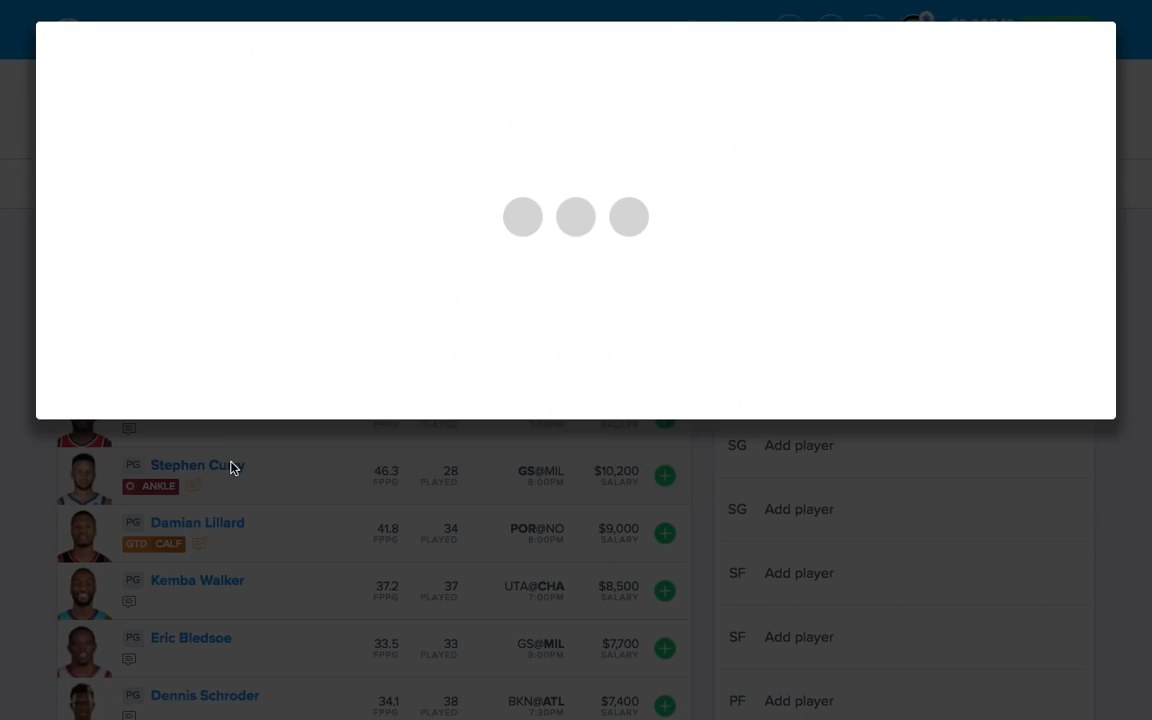 SG Add player
PG Stephen Curry
46.3 28 GS@MIL $10,200
O ANKLE
FPPG PLAYED 8:00PM SALARY
SG Add player
PG Damian Lillard
41.8 34 POR@NO $9,000
GTD CALF
FPPG PLAYED 8:00PM SALARY
PG Kemba Walker
37.2 37 UTA@CHA $8,500
FPPG PLAYED 7:00PM SALARY
SF Add player
PG Eric Bledsoe
33.5 33 GS@MIL $7,700
FPPG PLAYED 8:00PM SALARY
SF Add player
PG Dennis Schroder
34.1 38 BKN@ATL $7,400
FPPG PLAYED 7:30PM SALARY
PF Add player